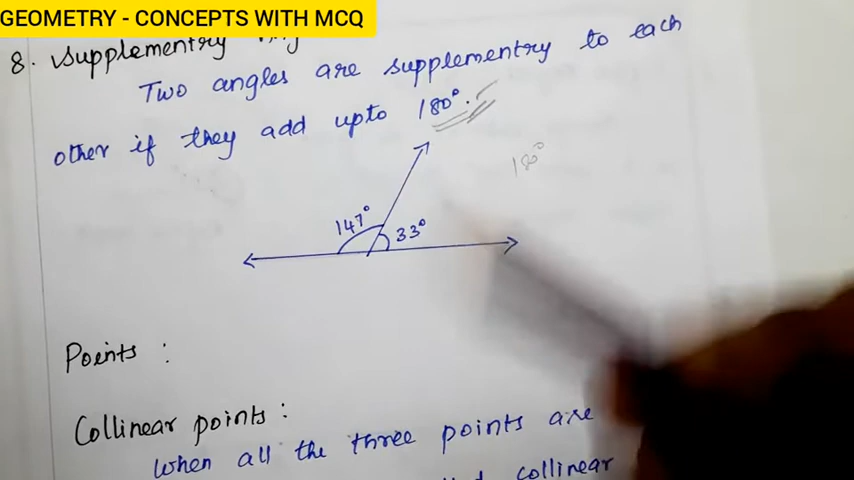 GEOMETRY - CONCEPTS WITH MCQ
8. Supplementry
Two angles are supplementry to each
other if they add upto 180°.
180°
147° 33°
Points :
Collinear points :
When all the three points are
collinear